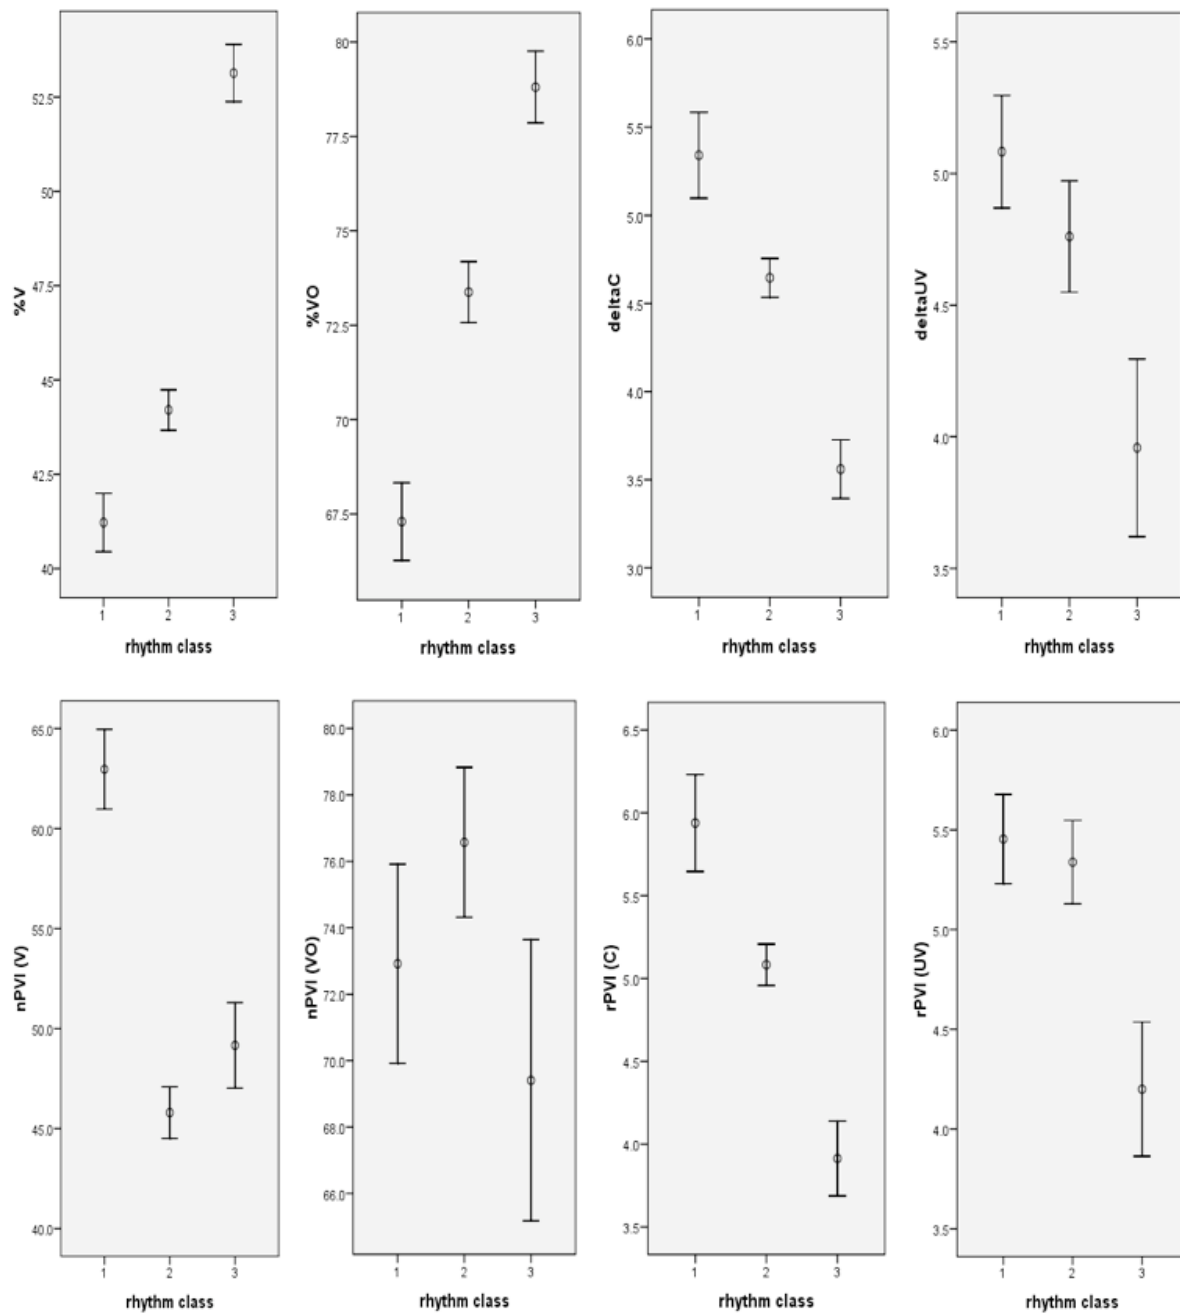 %V
53.5
52.5
50
47.5
45
42.5
40
1 2 3
rhythm class
%VO
80
77.5
75
72.5
70
67.5
1 2 3
rhythm class
deltaC
6.0
5.5
5.0
4.5
4.0
3.5
3.0
1 2 3
rhythm class
deltaUV
5.5
5.0
4.5
4.0
3.5
1 2 3
rhythm class
nPVI (V)
65.0
60.0
55.0
50.0
45.0
40.0
1 2 3
rhythm class
nPVI (VO)
80.0
78.0
76.0
74.0
72.0
70.0
68.0
66.0
1 2 3
rhythm class
rPVI (C)
6.5
6.0
5.5
5.0
4.5
4.0
3.5
1 2 3
rhythm class
rPVI (UV)
6.0
5.5
5.0
4.5
4.0
3.5
1 2 3
rhythm class